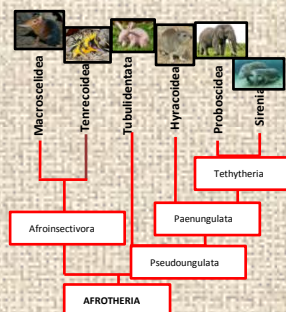 Macroscelidea
Tenrecoidea
Tubulidentata
Hyracoidea
Proboscidea
Sirenia
Tethytheria
Paenungulata
Afroinsectivora
Pseudoungulata
AFROTHERIA